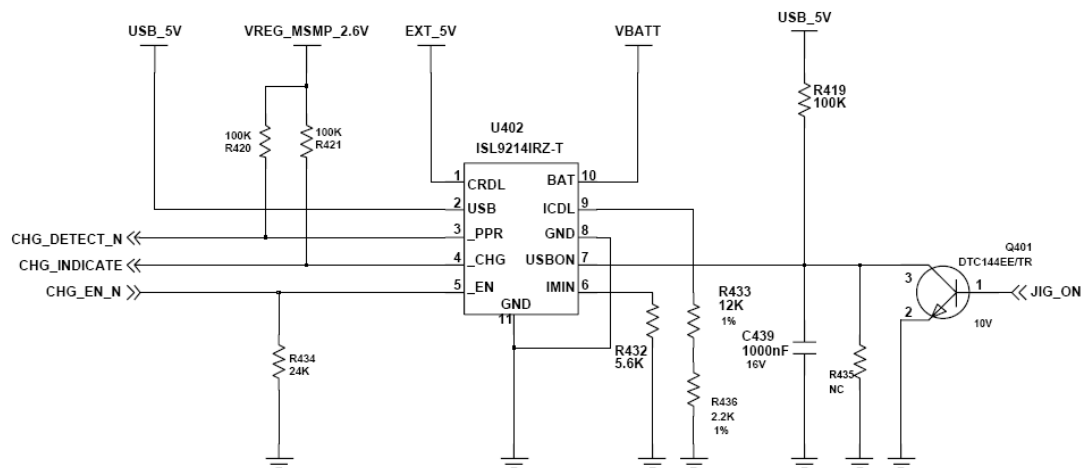 USB_5V
VREG_MSMP_2.6V
EXT_5V
VBATT
USB_5V
R419
100K
100K
R420
100K
R421
U402
ISL9214IRZ-T
1
CRDL
BAT
10
2
USB
ICDL
9
CHG_DETECT_N
3
_PPR
GND
8
CHG_INDICATE
4
_CHG
USBON
7
CHG_EN_N
5
_EN
IMIN
6
GND
11
Q401
DTC144EE/TR
3
1
JIG_ON
2
10V
R433
12K
1%
R432
5.6K
C439
1000nF
16V
R434
24K
R435
NC
R436
2.2K
1%